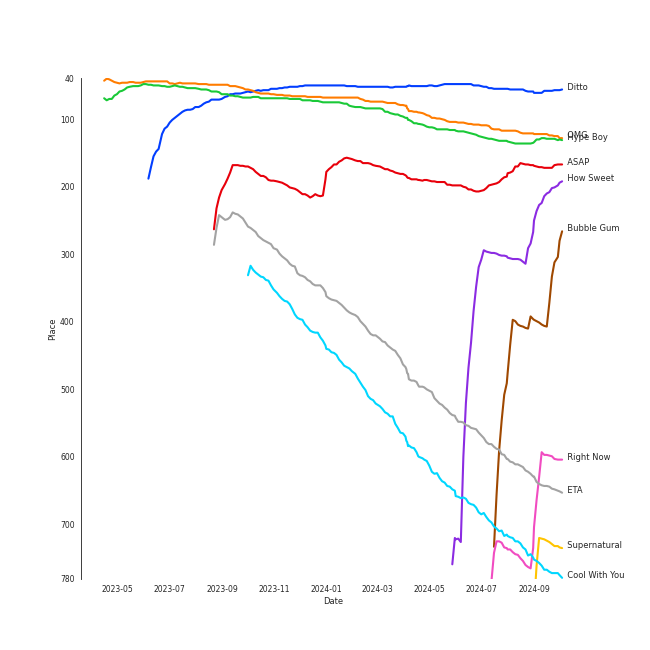 40
100
200
300
400
500
600
700
780
Place
2023-05
2023-07
2023-09
2023-11
2024-01
2024-03
2024-05
2024-07
2024-09
Date
Ditto
OMG
Hype Boy
ASAP
How Sweet
Bubble Gum
Right Now
ETA
Supernatural
Cool With You